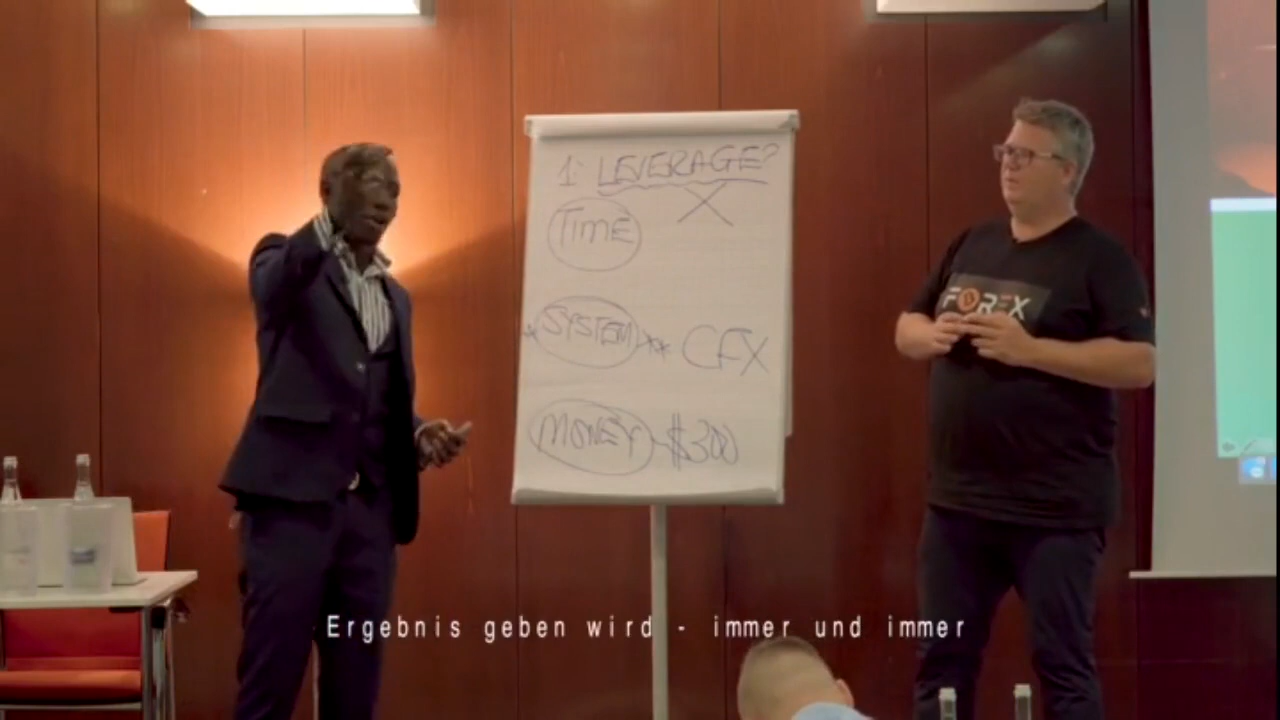 1: LEVERAGE?
X
TIME
*SYSTEM** CFX
MONEY-$300
FOREX
Ergebnis geben wird - immer und immer